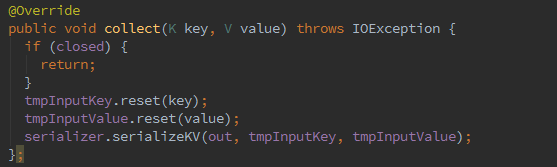 @Override
public void collect(K key, V value) throws IOException {
  if (closed) {
    return;
  }
  tmpInputKey.reset(key);
  tmpInputValue.reset(value);
  serializer.serializeKV(out, tmpInputKey, tmpInputValue);
};